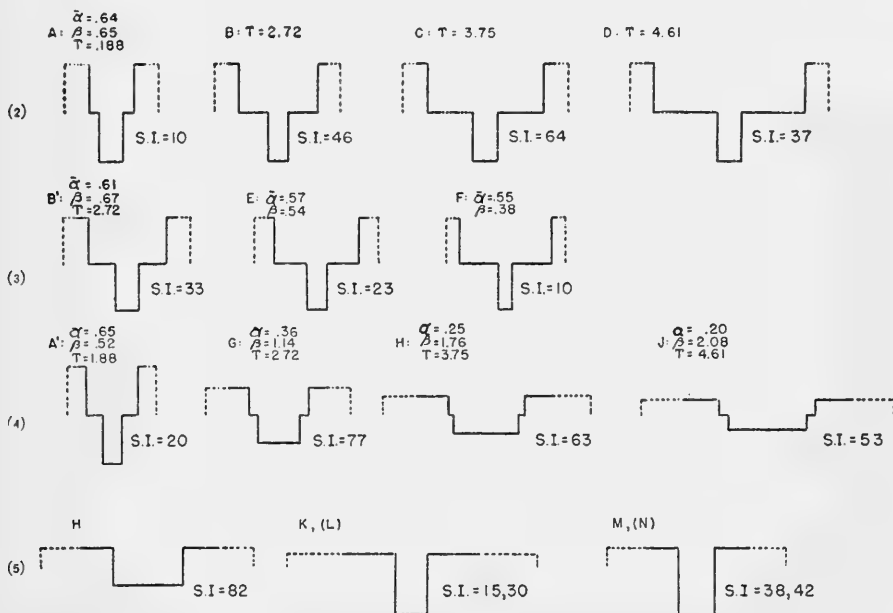 ᾱ=.64
A: β=.65
T=.188
B: T=2.72
C: T = 3.75
D. T = 4.61
(2)
S.I.=10
S.I.=46
S.I.= 64
S.I. = 37
ᾱ=.61
B': β=.67
T=2.72
E: ᾱ=.57
β=.54
F: ᾱ=.55
β=.38
(3)
S.I.=33
S.I.=23
S.I.=10
ᾱ=.65
A': β=.52
T=1.88
ᾱ=.36
G: β=1.14
T=2.72
ᾱ=.25
H: β=1.76
T=3.75
α= .20
J: β=2.08
T= 4.61
(4)
S.I.=20
S.I.=77
S.I.=63
S.I.=53
H
K, (L)
M, (N)
(5)
S.I=82
S.I.=15,30
S.I=38,42